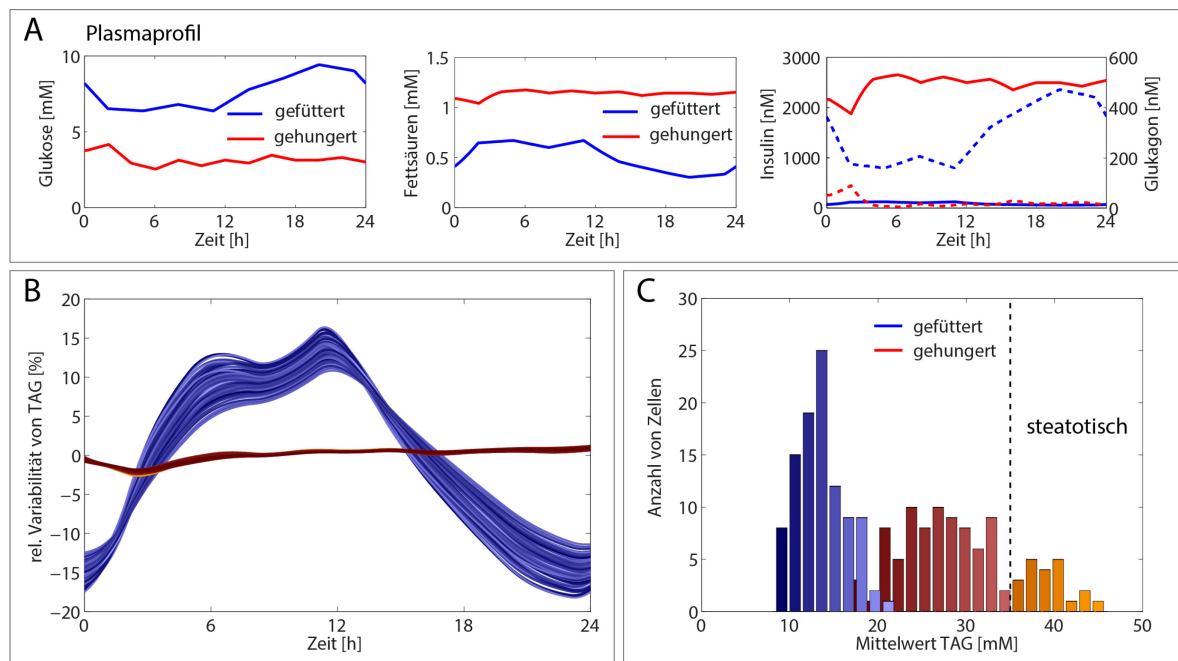 A
Plasmaprofil
Glukose [mM]
10
5
0
0 6 12 18 24
Zeit [h]
gefüttert
gehungert
Fettsäuren [mM]
1.5
1
0.5
0
0 6 12 18 24
Zeit [h]
gefüttert
gehungert
Insulin [nM]
3000
2000
1000
0
600
400
200
0
Glukagon [nM]
0 6 12 18 24
Zeit [h]
B
rel. Variabilität von TAG [%]
20
15
10
5
0
−5
−10
−15
−20
0 6 12 18 24
Zeit [h]
C
Anzahl von Zellen
30
25
20
15
10
5
0
gefüttert
gehungert
steatotisch
0 10 20 30 40 50
Mittelwert TAG [mM]